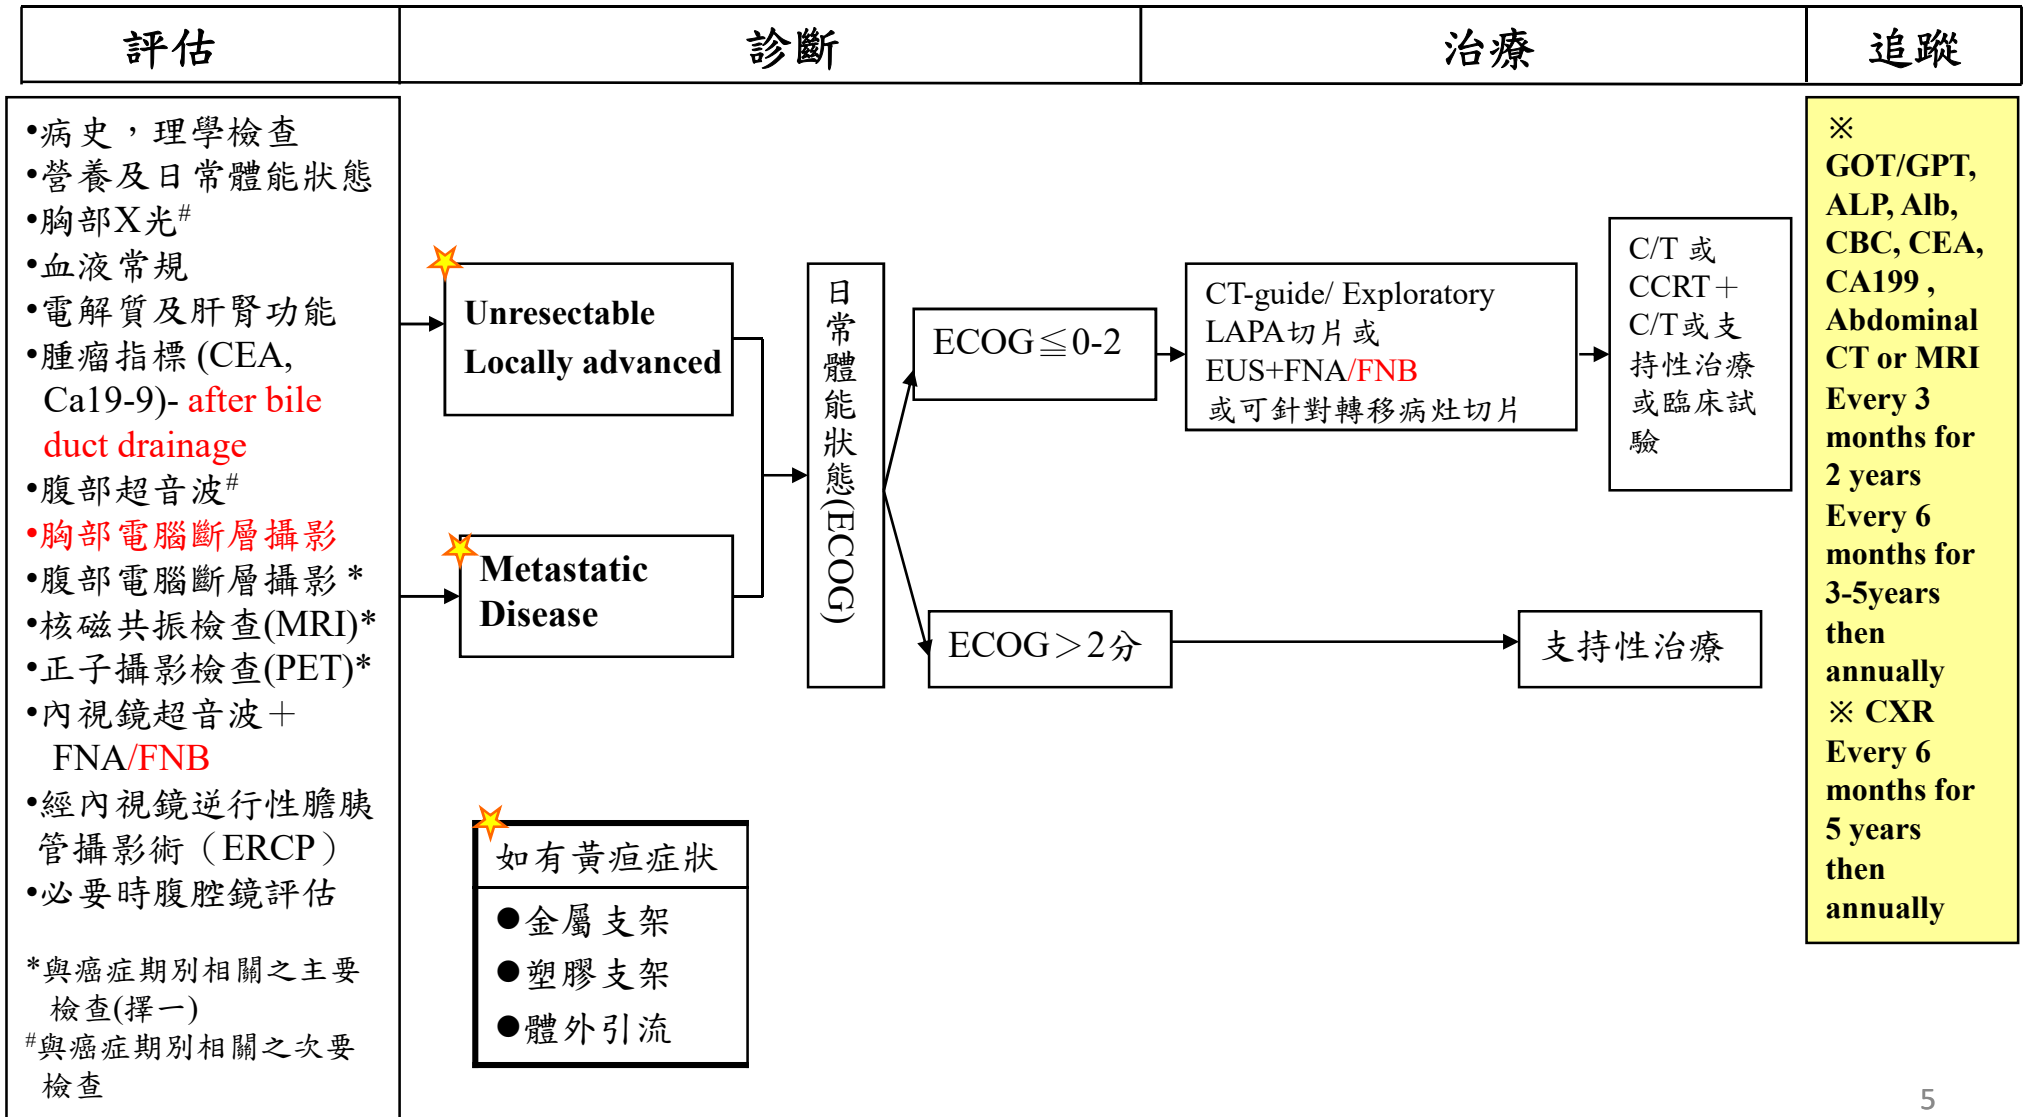 評估
診斷
治療
追蹤
•病史，理學檢查
•營養及日常體能狀態
•胸部X光#
•血液常規
•電解質及肝腎功能
•腫瘤指標 (CEA,
Ca19-9)- after bile
duct drainage
•腹部超音波#
•胸部電腦斷層攝影
•腹部電腦斷層攝影 *
•核磁共振檢查(MRI)*
•正子攝影檢查(PET)*
•內視鏡超音波＋
FNA/FNB
•經內視鏡逆行性膽胰
管攝影術（ERCP）
•必要時腹腔鏡評估
*與癌症期別相關之主要
檢查(擇一)
#與癌症期別相關之次要
檢查
Unresectable
Locally advanced
Metastatic
Disease
如有黃疸症狀
●金屬支架
●塑膠支架
●體外引流
日常體能狀態(ECOG)
ECOG≦0-2
ECOG＞2分
CT-guide/ Exploratory
LAPA切片或
EUS+FNA/FNB
或可針對轉移病灶切片
C/T 或
CCRT＋
C/T或支
持性治療
或臨床試
驗
支持性治療
※
GOT/GPT,
ALP, Alb,
CBC, CEA,
CA199 ,
Abdominal
CT or MRI
Every 3
months for
2 years
Every 6
months for
3-5years
then
annually
※ CXR
Every 6
months for
5 years
then
annually
5